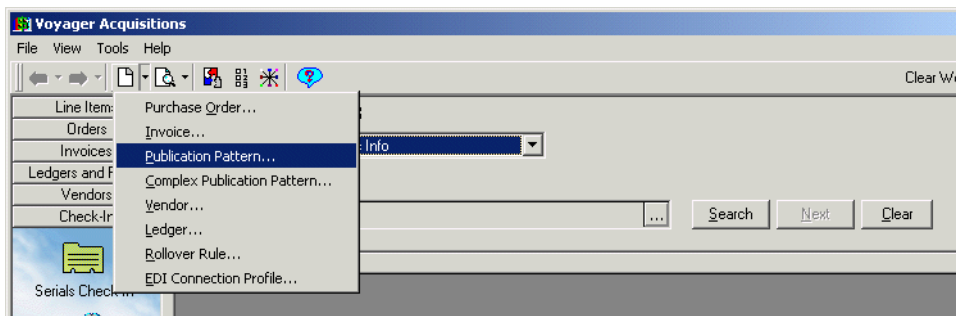 Voyager Acquisitions
File View Tools Help
Clear
Line Item
Orders
Invoices
Ledgers and
Vendors
Check-In
Serials Check-In
Purchase Order...
Invoice...
Publication Pattern...
Complex Publication Pattern...
Vendor...
Ledger...
Rollover Rule...
EDI Connection Profile...
Info
...
Search
Next
Clear